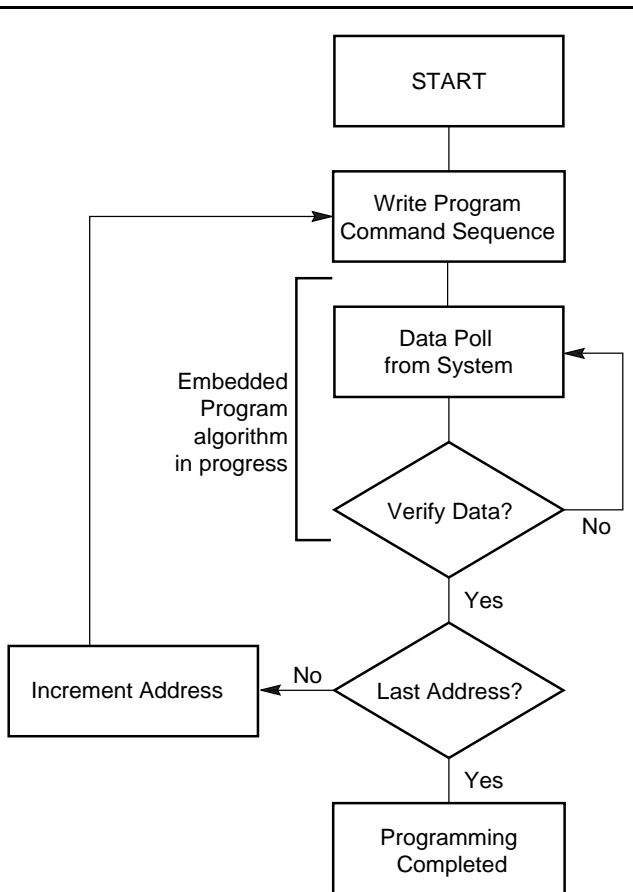 START
Write Program
Command Sequence
Data Poll
from System
Embedded
Program
algorithm
in progress
Verify Data?
No
Yes
No
Increment Address
Last Address?
Yes
Programming
Completed